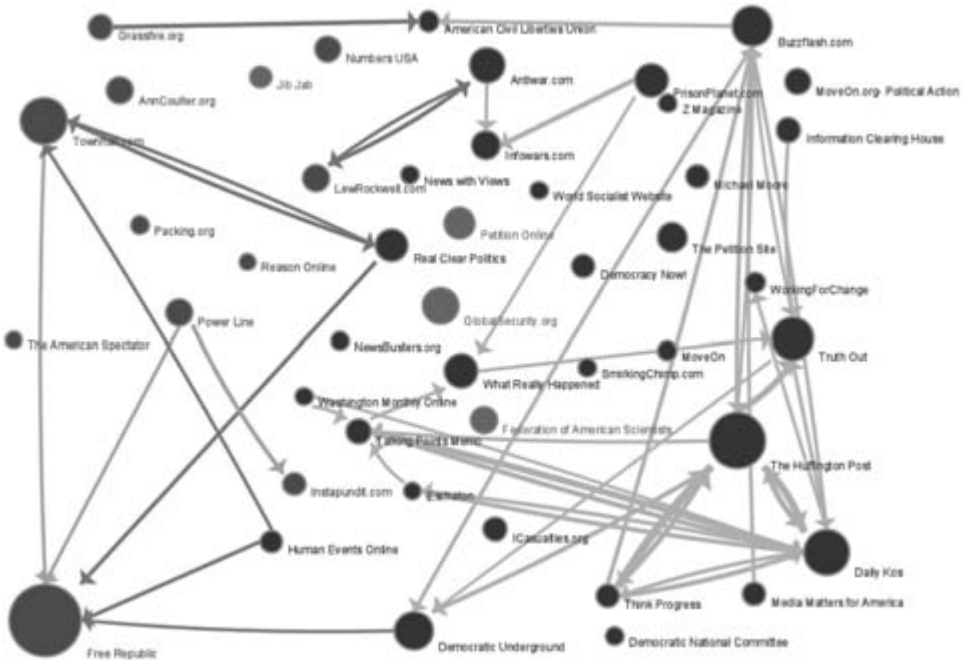 Grassfire.org
American Civil Liberties Union
Buzzflash.com
Numbers USA
Jib Jab
Antiwar.com
AnnCoulter.org
PrisonPlanet.com
Z Magazine
MoveOn.org- Political Action
Townhall.com
Information Clearing House
Infowars.com
LewRockwell.com
News with Views
World Socialist Website
Michael Moore
Packing.org
Petition Online
Real Clear Politics
The Petition Site
Reason Online
Democracy Now!
WorkingForChange
Power Line
GlobalSecurity.org
The American Spectator
NewsBusters.org
MoveOn
Truth Out
What Really Happened
SmirkingChimp.com
Washington Monthly Online
Talking Points Memo
Federation of American Scientists
The Huffington Post
Instapundit.com
Eschaton
ICasualties.org
Human Events Online
Daily Kos
Think Progress
Media Matters for America
Democratic Underground
Democratic National Committee
Free Republic